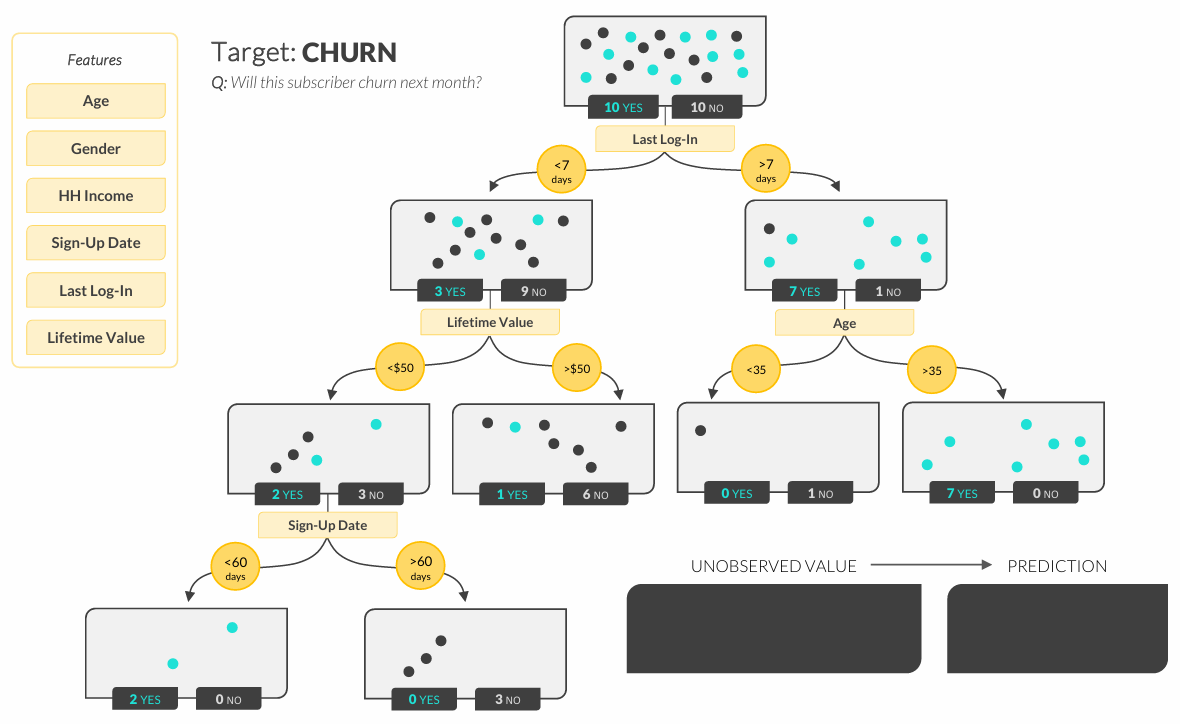 Features
Age
Gender
HH Income
Sign-Up Date
Last Log-In
Lifetime Value
Target: CHURN
Q: Will this subscriber churn next month?
10 YES
10 NO
Last Log-In
<7
days
>7
days
3 YES
9 NO
7 YES
1 NO
Lifetime Value
Age
<$50
>$50
<35
>35
2 YES
3 NO
1 YES
6 NO
0 YES
1 NO
7 YES
0 NO
Sign-Up Date
<60
days
>60
days
UNOBSERVED VALUE
PREDICTION
2 YES
0 NO
0 YES
3 NO